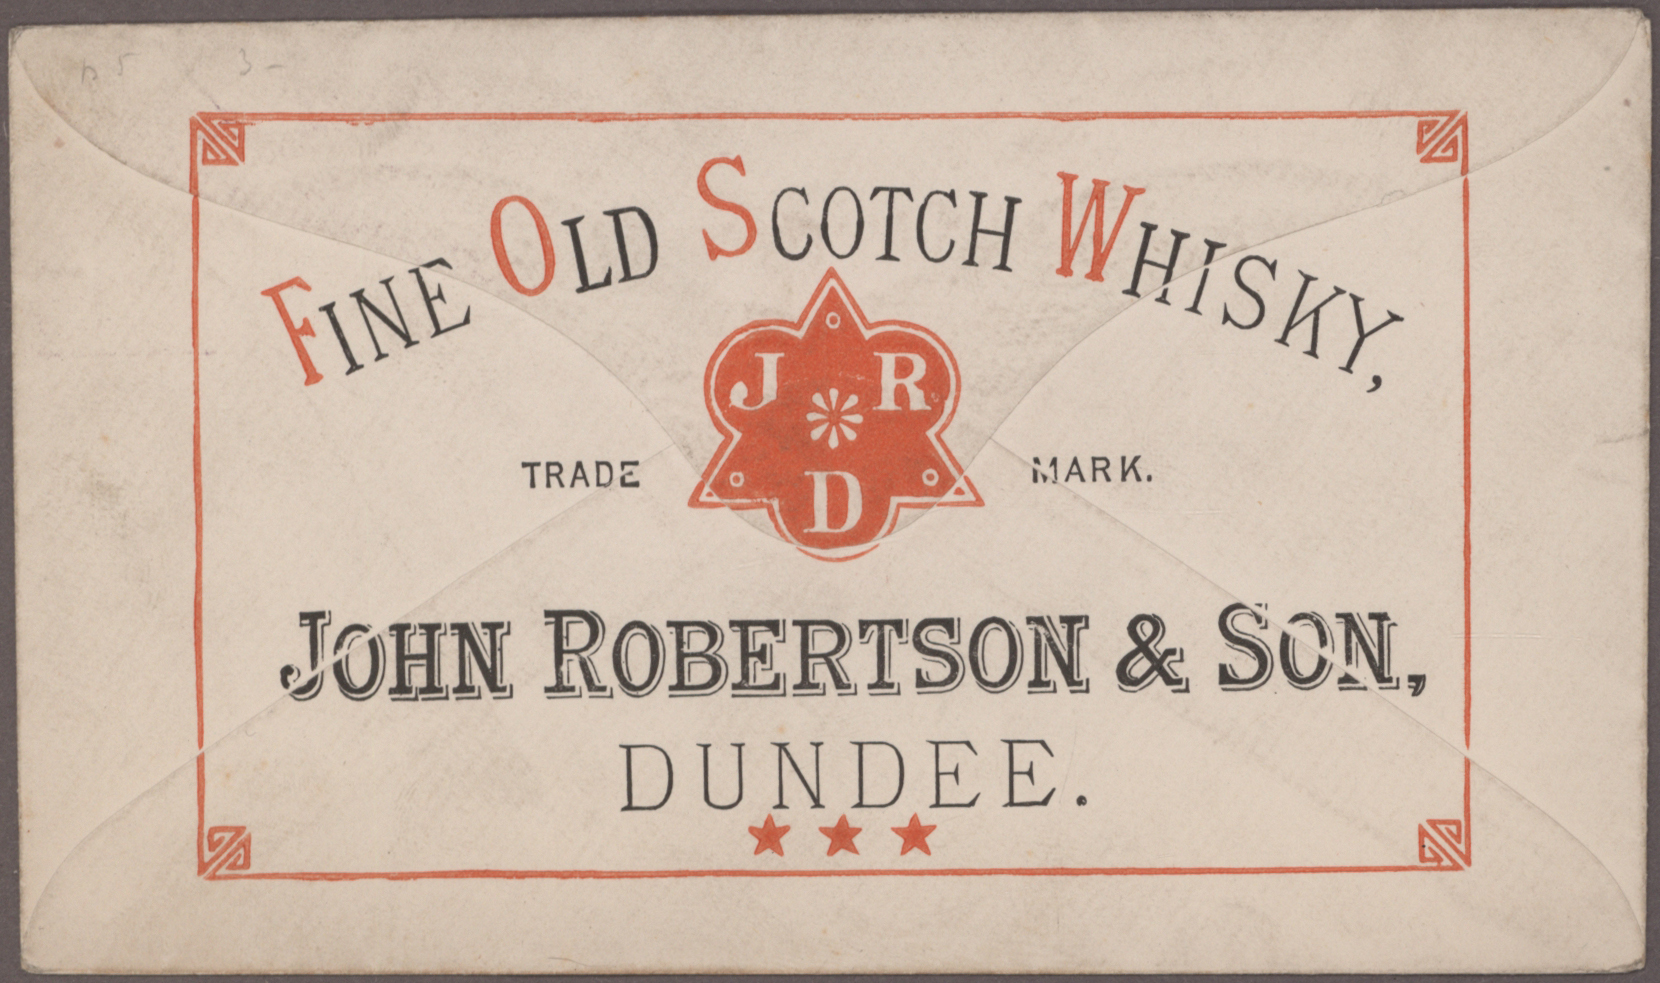 FINE OLD SCOTCH WHISKY,
J R
D
TRADE MARK.
JOHN ROBERTSON & SON,
DUNDEE.